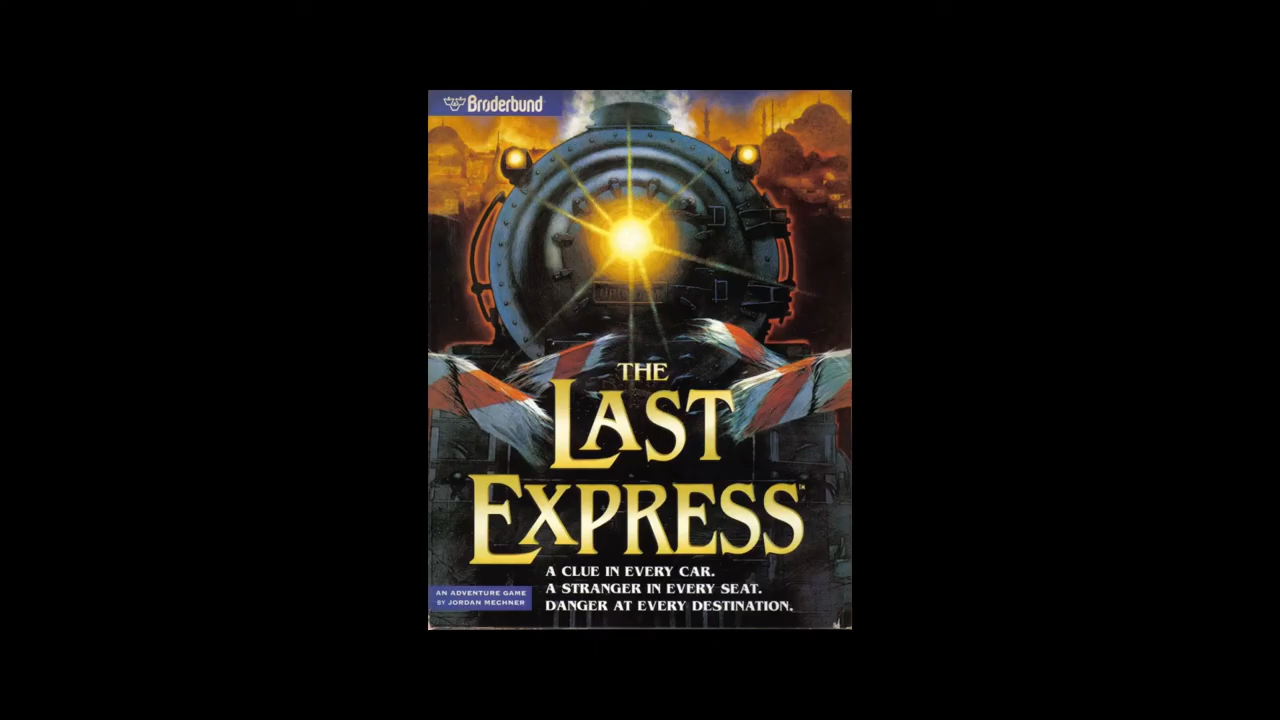 Brøderbund
THE
LAST
EXPRESS™
A CLUE IN EVERY CAR.
A STRANGER IN EVERY SEAT.
DANGER AT EVERY DESTINATION.
AN ADVENTURE GAME
BY JORDAN MECHNER